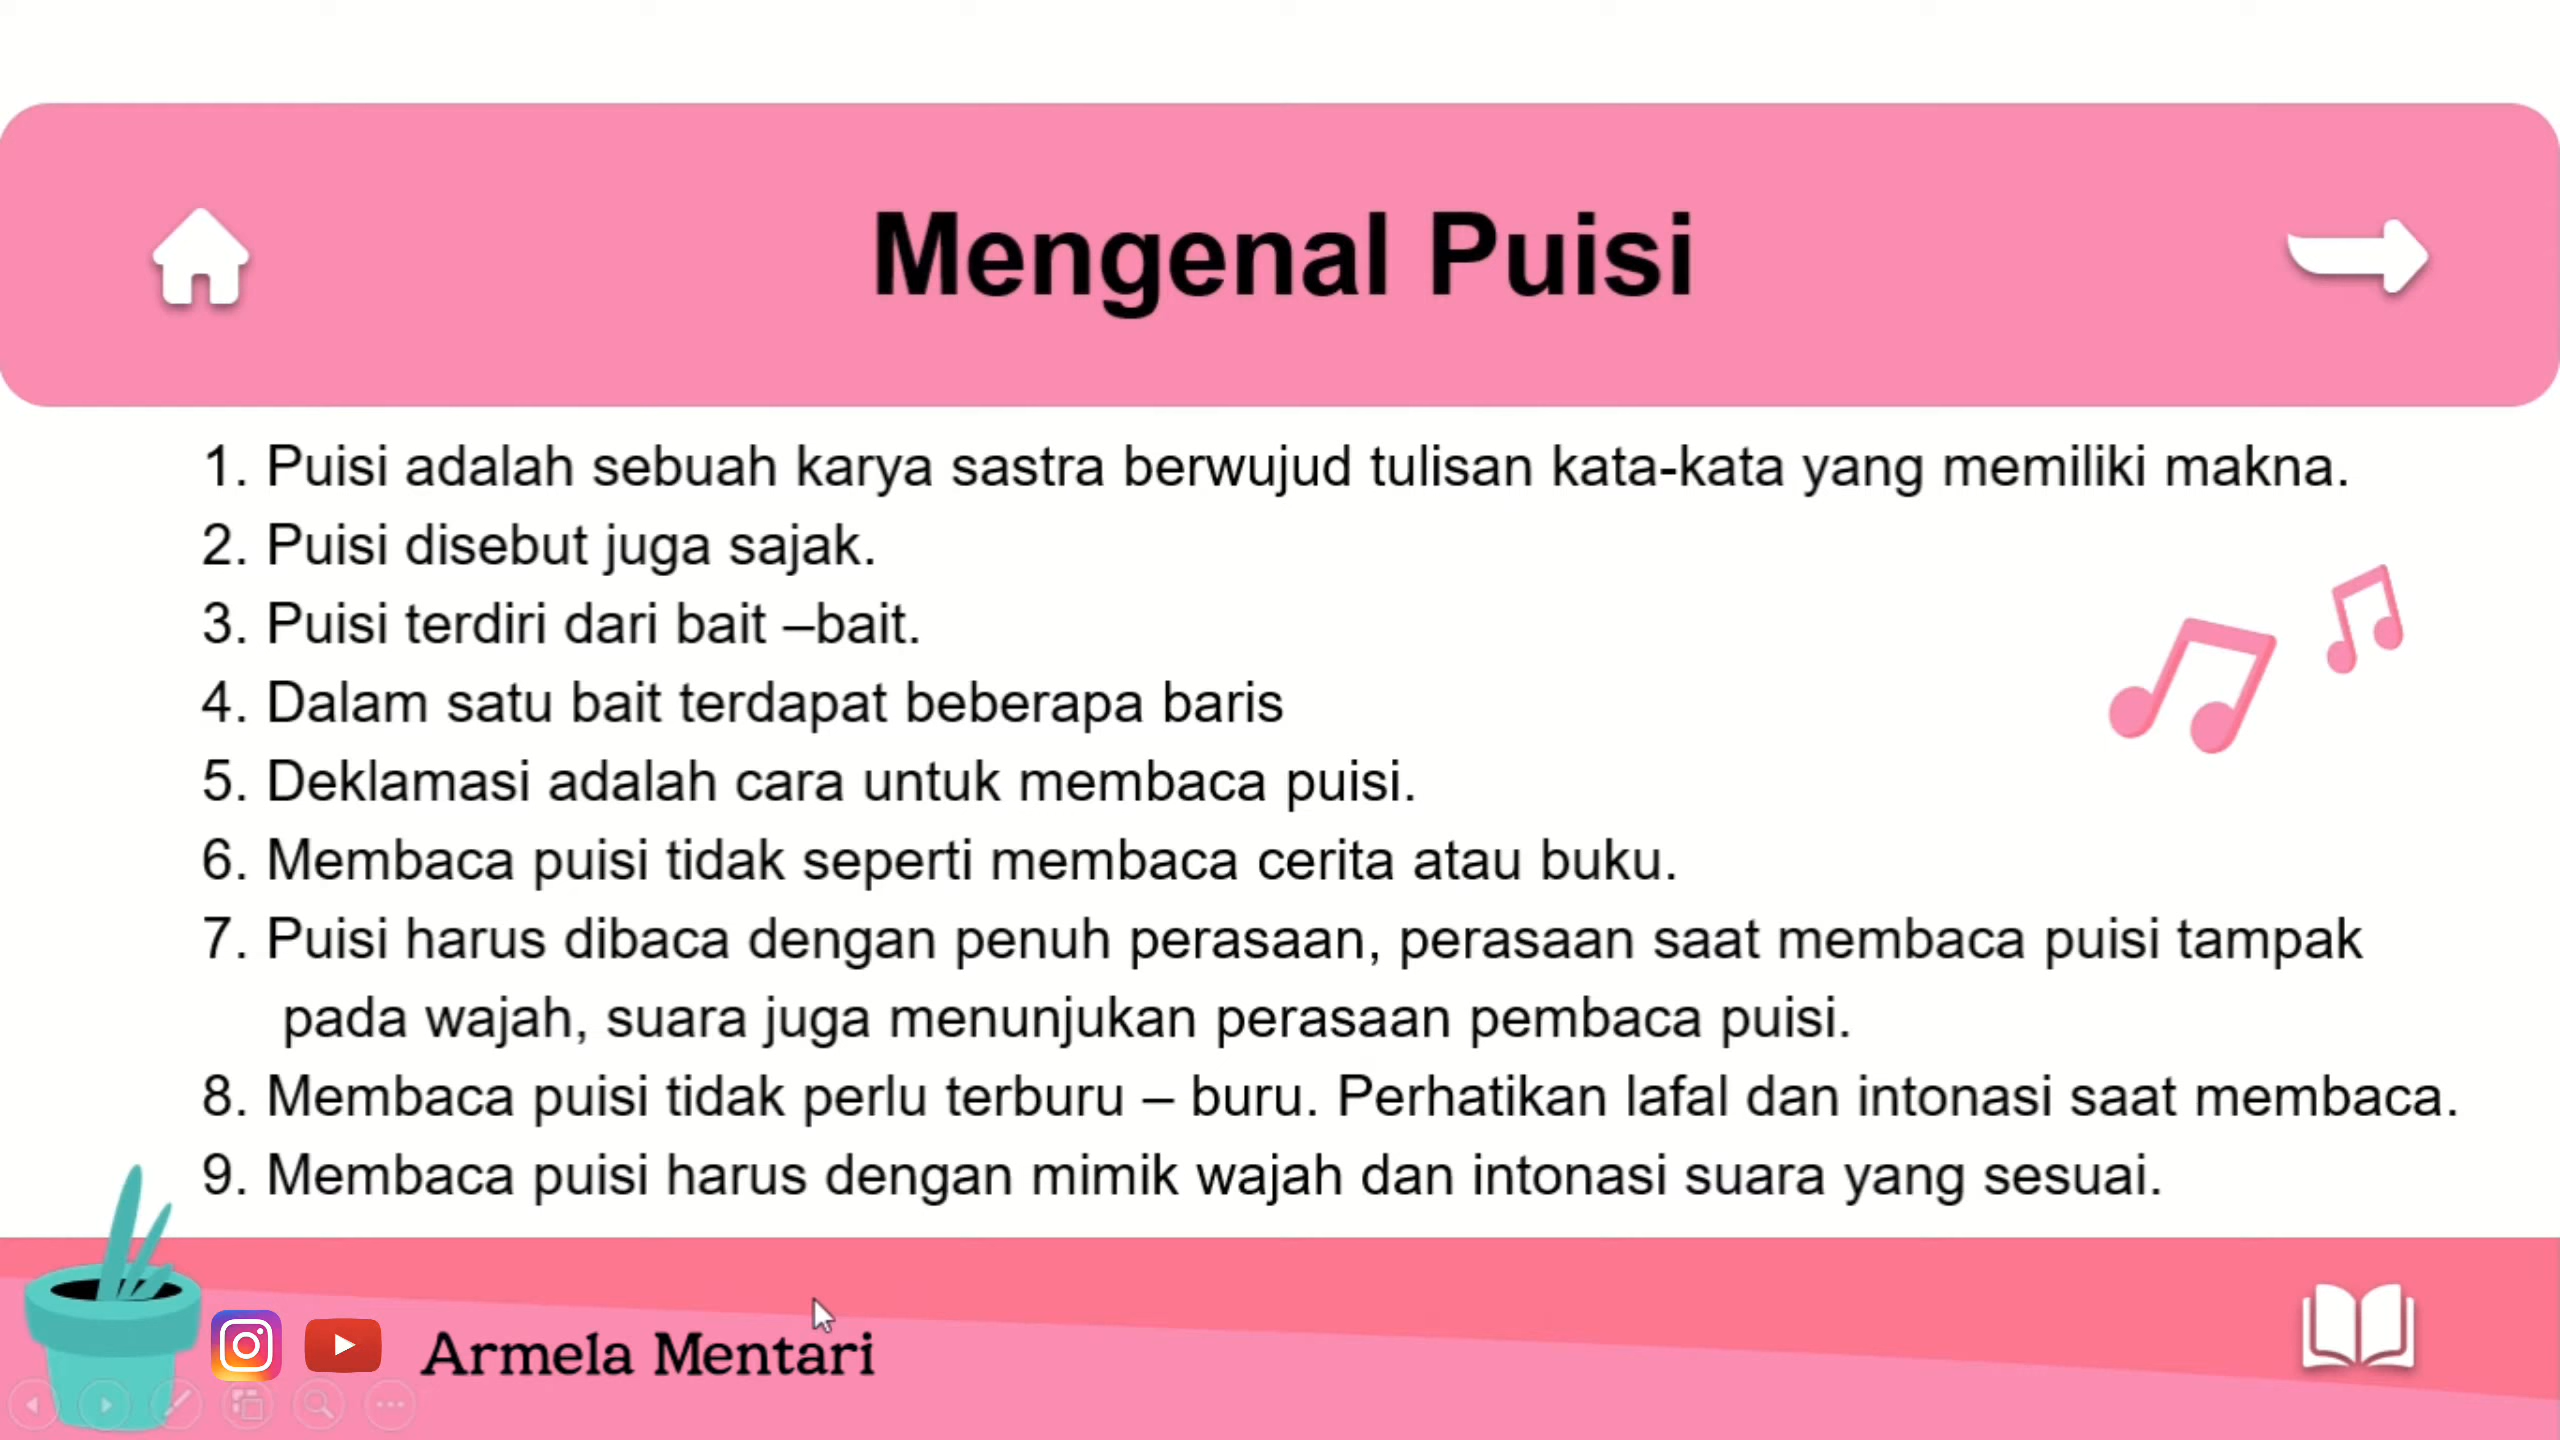 Mengenal Puisi
1. Puisi adalah sebuah karya sastra berwujud tulisan kata-kata yang memiliki makna.
2. Puisi disebut juga sajak.
3. Puisi terdiri dari bait –bait.
4. Dalam satu bait terdapat beberapa baris
5. Deklamasi adalah cara untuk membaca puisi.
6. Membaca puisi tidak seperti membaca cerita atau buku.
7. Puisi harus dibaca dengan penuh perasaan, perasaan saat membaca puisi tampak
pada wajah, suara juga menunjukan perasaan pembaca puisi.
8. Membaca puisi tidak perlu terburu – buru. Perhatikan lafal dan intonasi saat membaca.
9. Membaca puisi harus dengan mimik wajah dan intonasi suara yang sesuai.
Armela Mentari